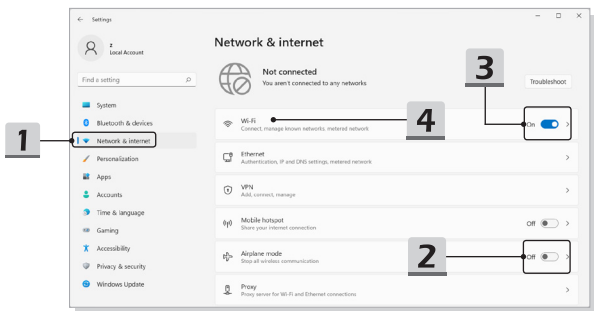 Settings
z
Local Account
Find a setting
System
Bluetooth & devices
Network & internet
Personalization
Apps
Accounts
Time & language
Gaming
Accessibility
Privacy & security
Windows Update
Network & internet
Not connected
You aren't connected to any networks
Troubleshoot
Wi-Fi
Connect, manage known networks, metered network
On
Ethernet
Authentication, IP and DNS settings, metered network
VPN
Add, connect, manage
Mobile hotspot
Share your internet connection
Off
Airplane mode
Stop all wireless communication
Off
Proxy
Proxy server for Wi-Fi and Ethernet connections
1
2
3
4